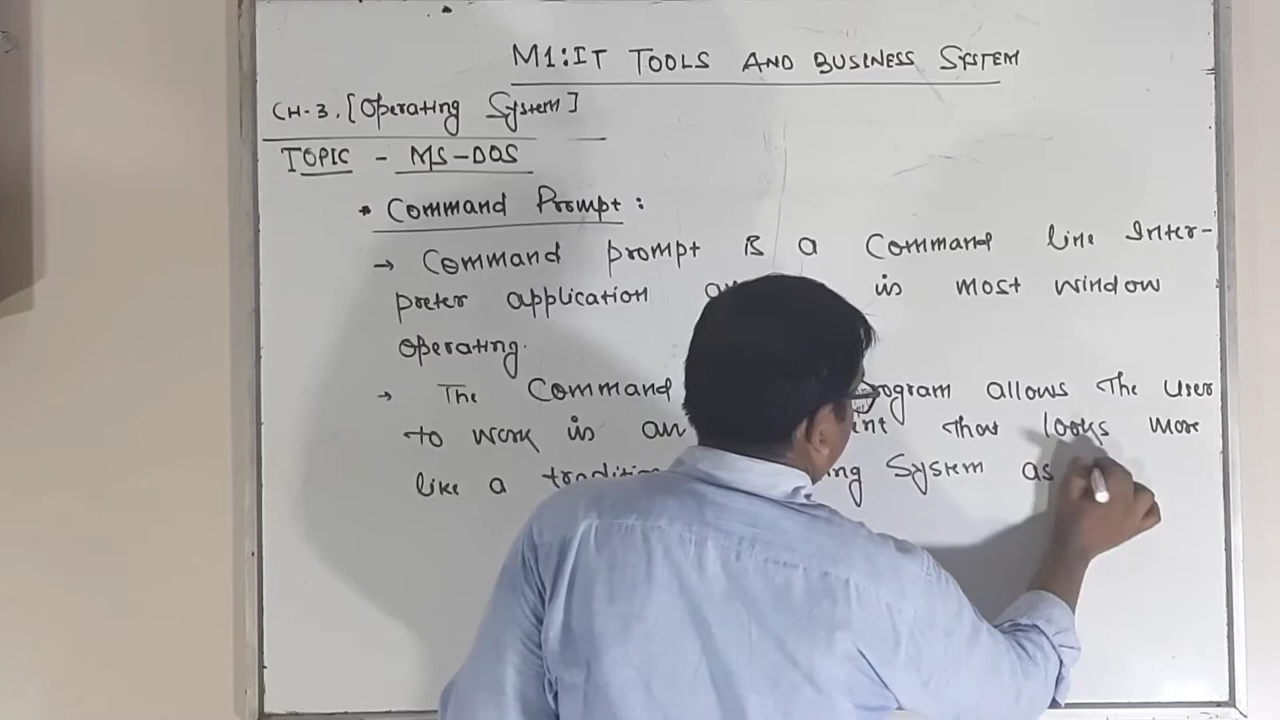 M1:IT TOOLS AND BUSINESS SYSTEM
CH-3. [Operating System]
TOPIC - MS-DOS
* Command Prompt:
→ Command prompt is a Command line Inter-
preter application is most window
operating.
→ The Command allows The User
to work is an that looks more
like a System as